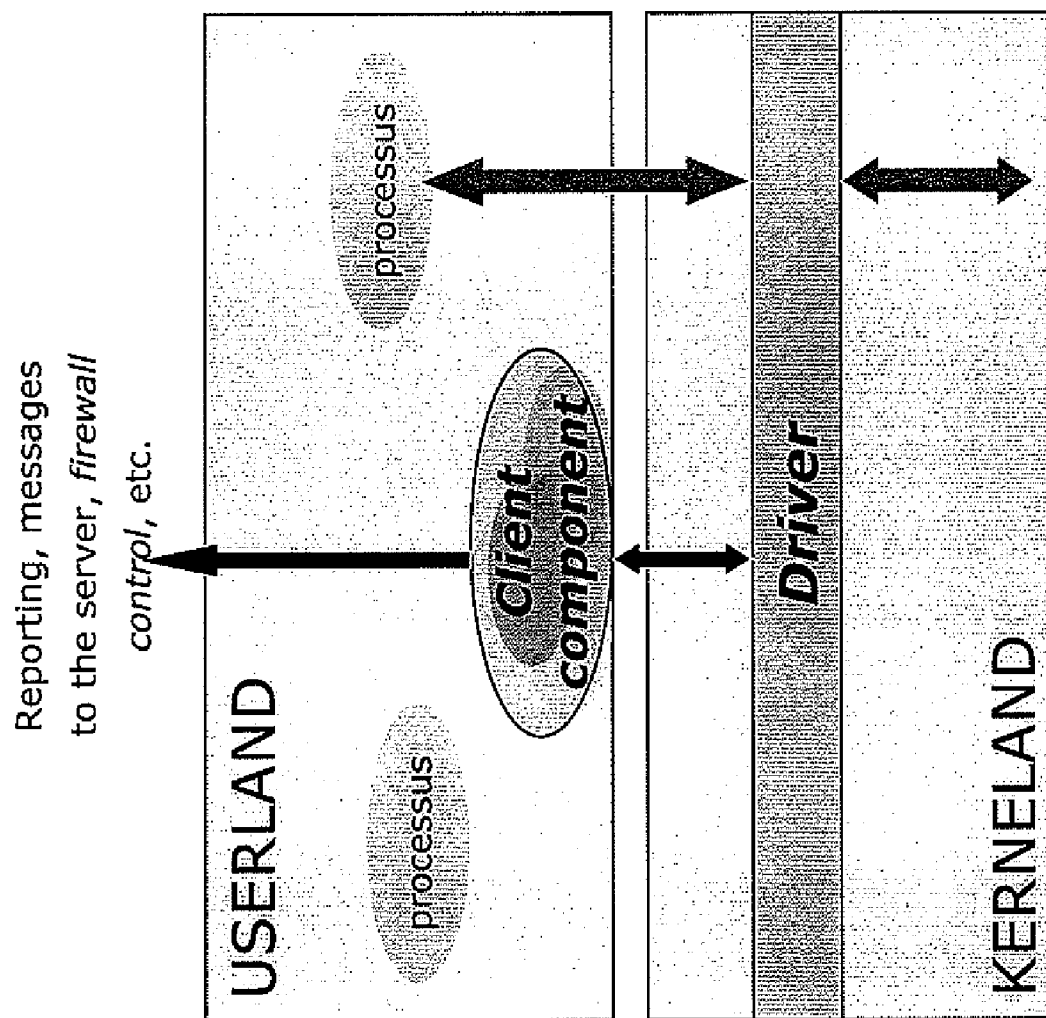 Reporting, messages
to the server, firewall
control, etc.
USERLAND
processus
processus
Client
component
Driver
KERNELAND